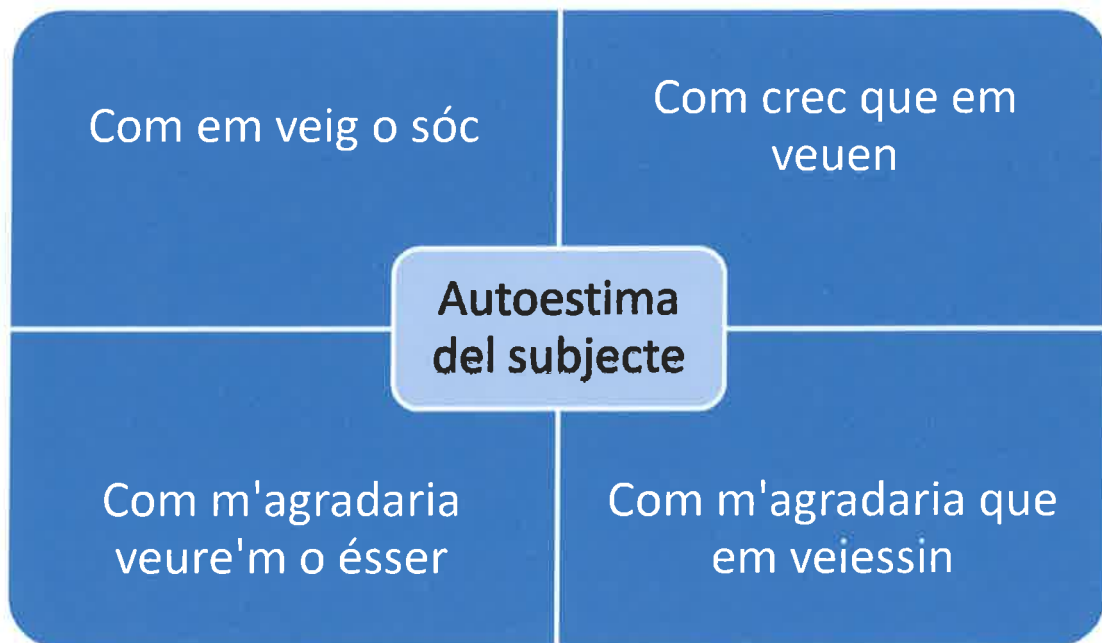 Com em veig o sóc
Com crec que em
veuen
Autoestima
del subjecte
Com m'agradaria
veure'm o ésser
Com m'agradaria que
em veiessin